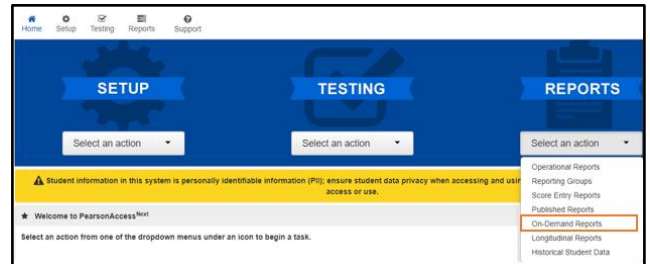 Home Setup Testing Reports Support
SETUP TESTING REPORTS
Select an action Select an action Select an action
Operational Reports
Reporting Groups
Score Entry Reports
Published Reports
On-Demand Reports
Longitudinal Reports
Historical Student Data
Student information in this system is personally identifiable information (PII); ensure student data privacy when accessing and usin
access or use.
Welcome to PearsonAccess Next
Select an action from one of the dropdown menus under an icon to begin a task.